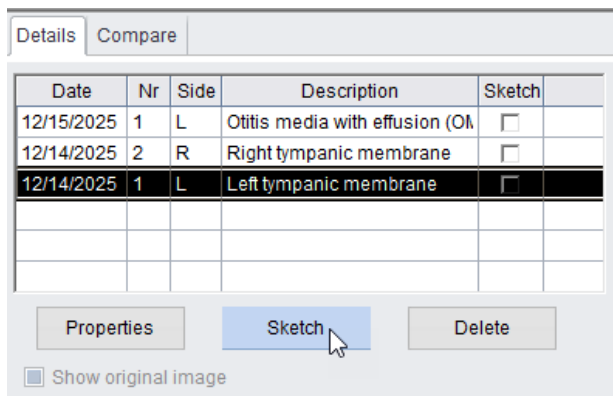 Details Compare
Date Nr Side Description Sketch
12/15/2025 1 L Otitis media with effusion (OM
12/14/2025 2 R Right tympanic membrane
12/14/2025 1 L Left tympanic membrane
Properties Sketch Delete
Show original image